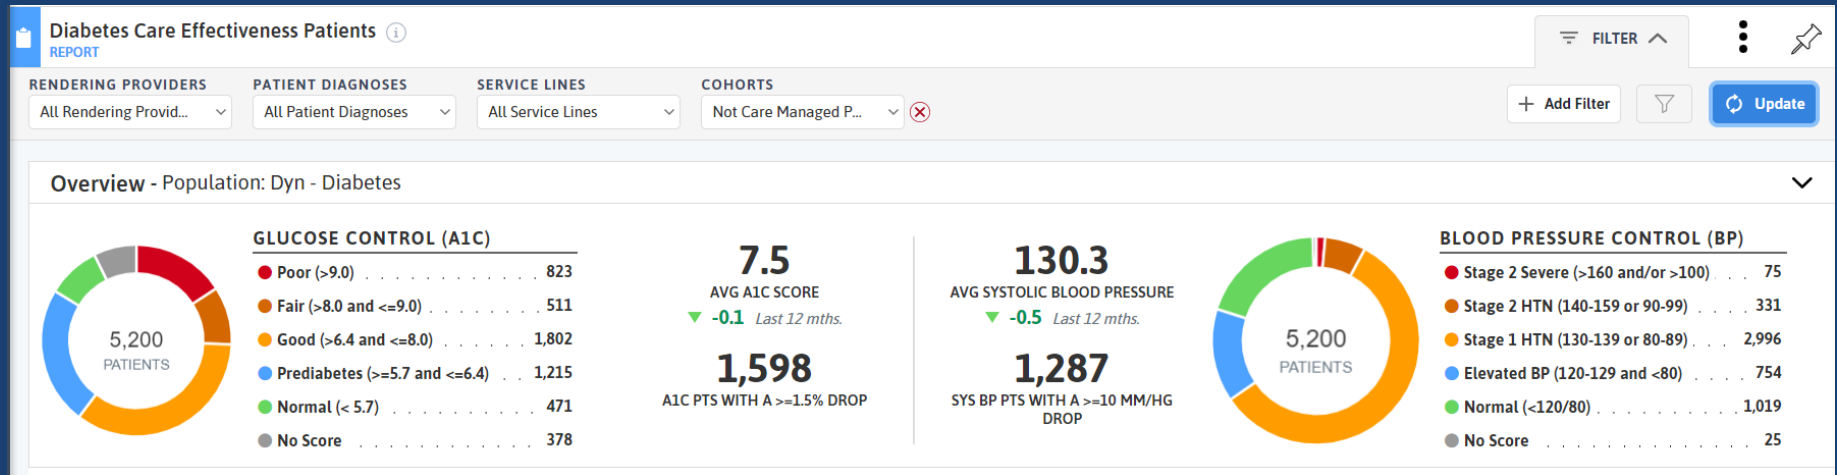 Diabetes Care Effectiveness Patients
REPORT
FILTER
RENDERING PROVIDERS
All Rendering Provid...
PATIENT DIAGNOSES
All Patient Diagnoses
SERVICE LINES
All Service Lines
COHORTS
Not Care Managed P...
+ Add Filter
Update
Overview - Population: Dyn - Diabetes
5,200
PATIENTS
GLUCOSE CONTROL (A1C)
Poor (>9.0) . . . . . . . . . . . . 823
Fair (>8.0 and <=9.0) . . . . . . . . 511
Good (>6.4 and <=8.0) . . . . . . 1,802
Prediabetes (>=5.7 and <=6.4) . . 1,215
Normal (< 5.7) . . . . . . . . . . 471
No Score . . . . . . . . . . . . 378
7.5
AVG A1C SCORE
▼ -0.1 Last 12 mths.
1,598
A1C PTS WITH A >=1.5% DROP
130.3
AVG SYSTOLIC BLOOD PRESSURE
▼ -0.5 Last 12 mths.
1,287
SYS BP PTS WITH A >=10 MM/HG
DROP
5,200
PATIENTS
BLOOD PRESSURE CONTROL (BP)
Stage 2 Severe (>160 and/or >100) . . . 75
Stage 2 HTN (140-159 or 90-99) . . . . 331
Stage 1 HTN (130-139 or 80-89) . . . 2,996
Elevated BP (120-129 and <80) . . . . 754
Normal (<120/80) . . . . . . . . . 1,019
No Score . . . . . . . . . . . . . 25